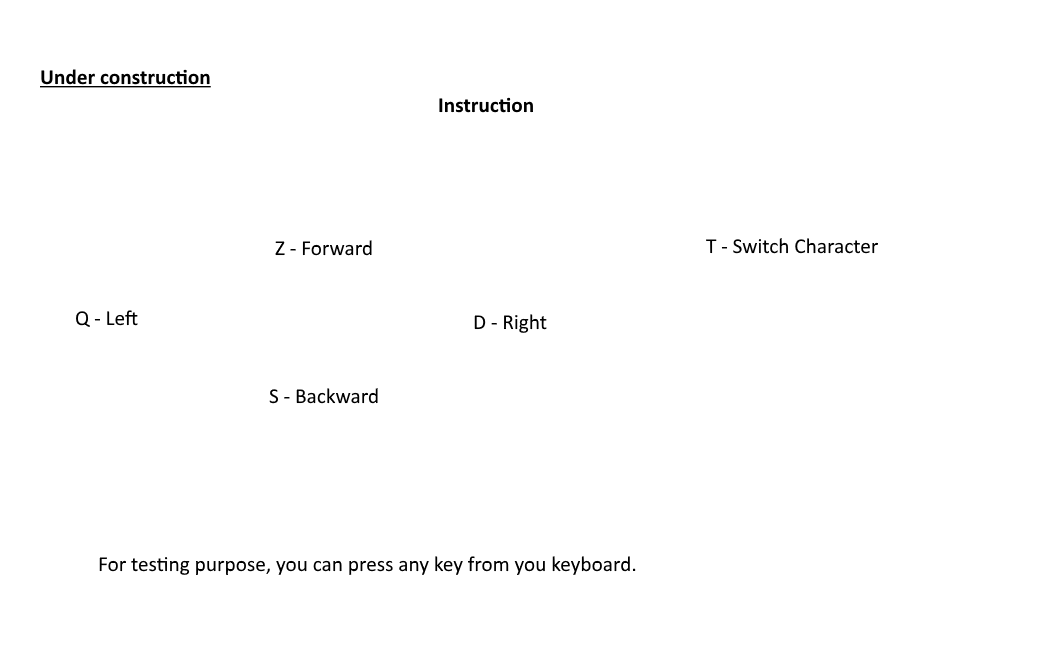 Under construction
Instruction
Z - Forward
T - Switch Character
Q - Left
D - Right
S - Backward
For testing purpose, you can press any key from you keyboard.